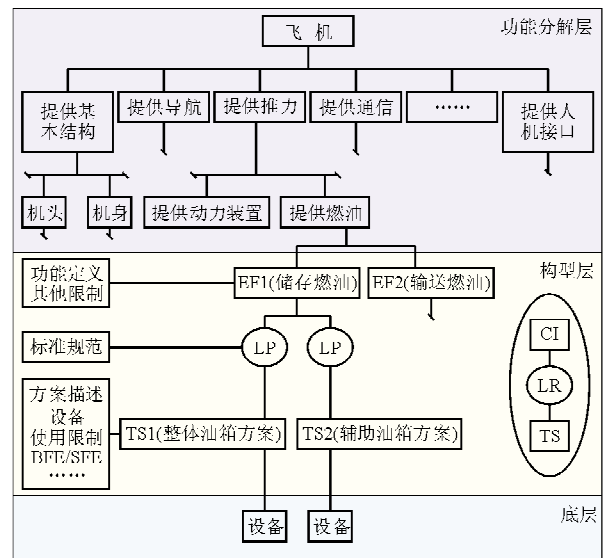 功能分解层
飞 机
提供基
木结构
提供导航
提供推力
提供通信
……
提供人
机接口
机头
机身
提供动力装置
提供燃油
构型层
功能定义
其他限制
EF1(储存燃油)
EF2(输送燃油)
标准规范
LP
LP
CI
LR
TS
方案描述
设备
使用限制
BFE/SFE
……
TS1(整体油箱方案)
TS2(辅助油箱方案)
底层
设备
设备